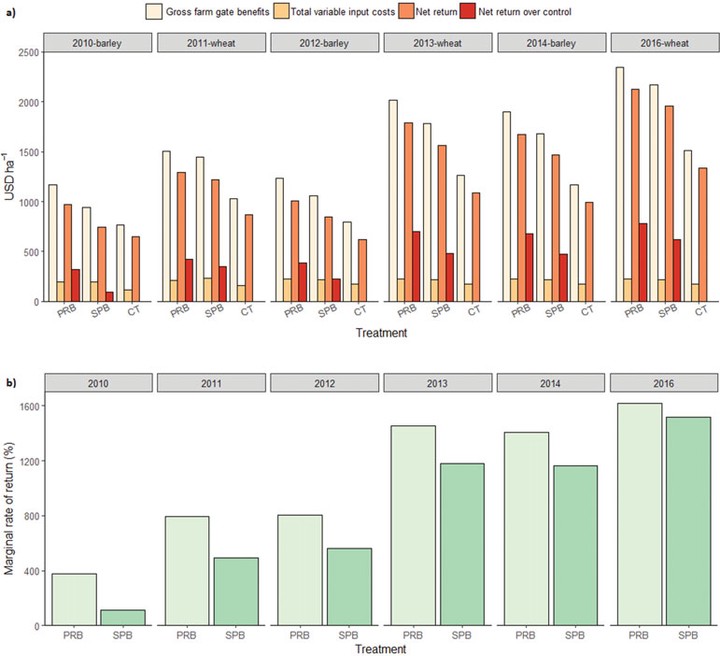 a)
Gross farm gate benefits Total variable input costs Net return Net return over control
2010-barley 2011-wheat 2012-barley 2013-wheat 2014-barley 2016-wheat
USD ha⁻¹
2500
2000
1500
1000
500
0
PRB SPB CT PRB SPB CT PRB SPB CT PRB SPB CT PRB SPB CT PRB SPB CT
Treatment
b)
2010 2011 2012 2013 2014 2016
Marginal rate of return (%)
1600
1200
800
400
0
PRB SPB PRB SPB PRB SPB PRB SPB PRB SPB PRB SPB
Treatment